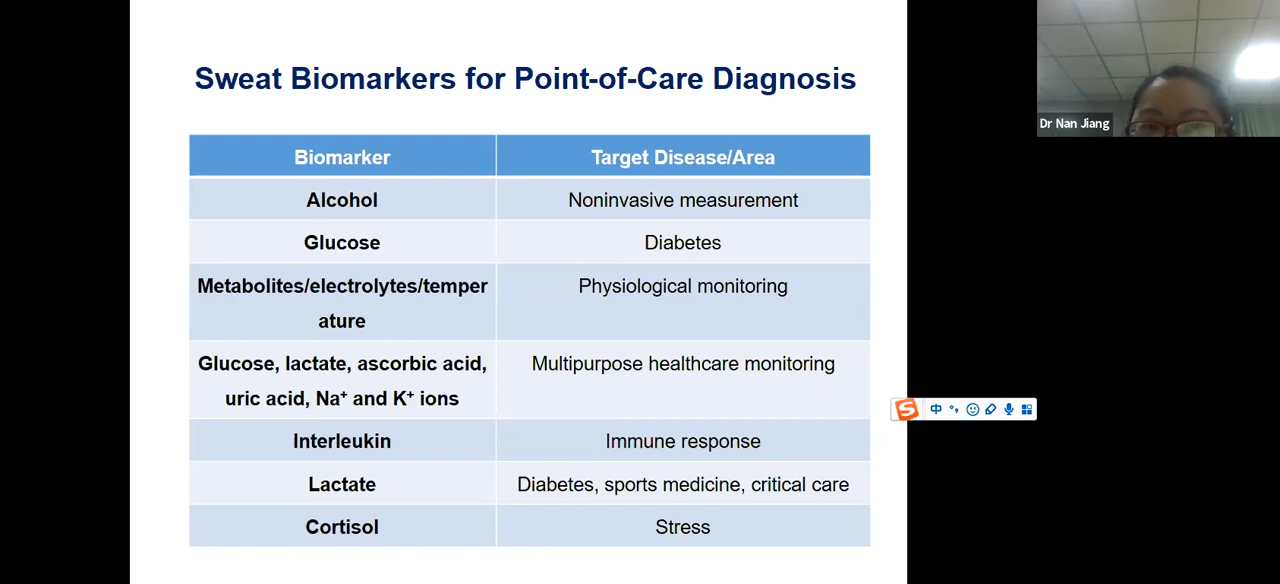 Sweat Biomarkers for Point-of-Care Diagnosis
Dr Nan Jiang
Biomarker
Target Disease/Area
Alcohol
Noninvasive measurement
Glucose
Diabetes
Metabolites/electrolytes/temper
ature
Physiological monitoring
Glucose, lactate, ascorbic acid,
uric acid, Na⁺ and K⁺ ions
Multipurpose healthcare monitoring
Interleukin
Immune response
Lactate
Diabetes, sports medicine, critical care
Cortisol
Stress
S
中